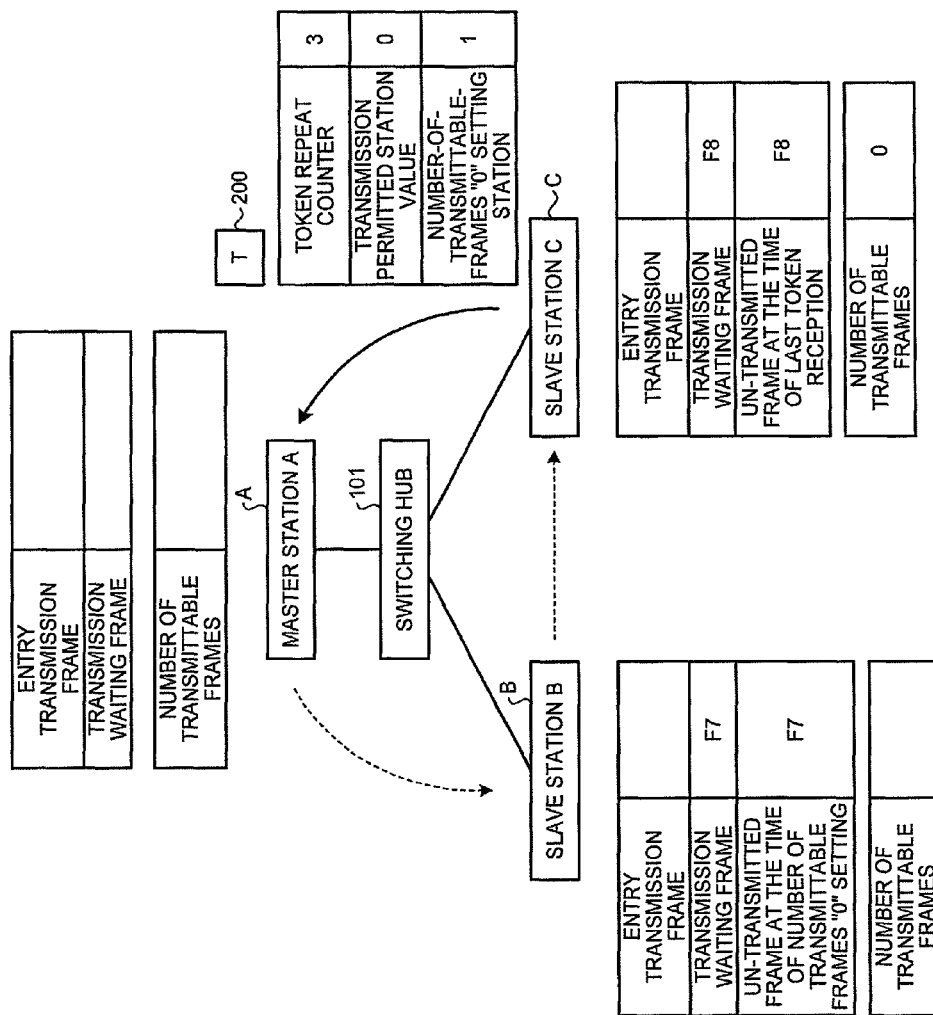 ENTRY
TRANSMISSION
FRAME
TRANSMISSION
WAITING FRAME
NUMBER OF
TRANSMITTABLE
FRAMES
A
MASTER STATION A
101
SWITCHING HUB
T
200
TOKEN REPEAT
COUNTER
3
TRANSMISSION
PERMITTED STATION
VALUE
0
NUMBER-OF-
TRANSMITTABLE-
FRAMES "0" SETTING
STATION
1
B
SLAVE STATION B
ENTRY
TRANSMISSION
FRAME
TRANSMISSION
WAITING FRAME
F7
UN-TRANSMITTED
FRAME AT THE TIME
OF NUMBER OF
TRANSMITTABLE
FRAMES "0" SETTING
F7
NUMBER OF
TRANSMITTABLE
FRAMES
C
SLAVE STATION C
ENTRY
TRANSMISSION
FRAME
TRANSMISSION
WAITING FRAME
F8
UN-TRANSMITTED
FRAME AT THE TIME
OF LAST TOKEN
RECEPTION
F8
NUMBER OF
TRANSMITTABLE
FRAMES
0